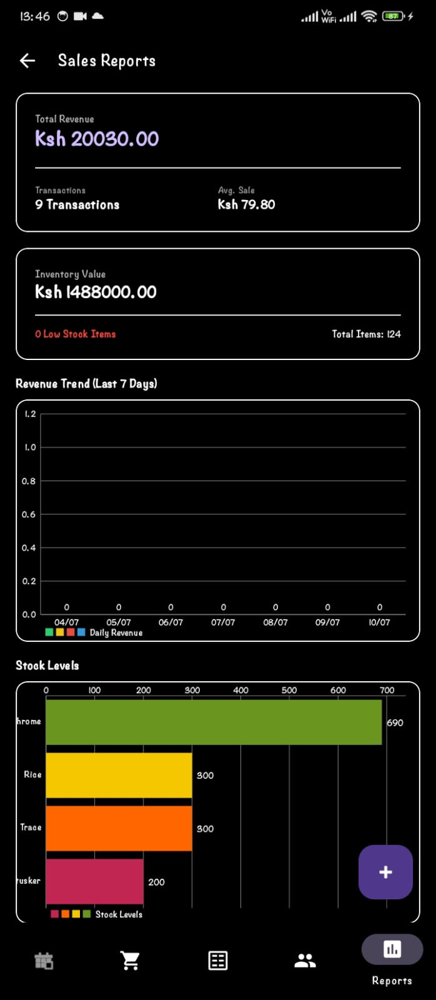 13:46 Vo WiFi 87
Sales Reports
Total Revenue
Ksh 20030.00
Transactions Avg. Sale
9 Transactions Ksh 79.80
Inventory Value
Ksh 1488000.00
0 Low Stock Items Total Items: 124
Revenue Trend (Last 7 Days)
1.2
1.0
0.8
0.6
0.4
0.2
0 0 0 0 0 0 0
0.0
04/07 05/07 06/07 07/07 08/07 09/07 10/07
Daily Revenue
Stock Levels
0 100 200 300 400 500 600 700
hrome 690
Rice 300
Trace 300
rusker 200
Stock Levels
+
Reports